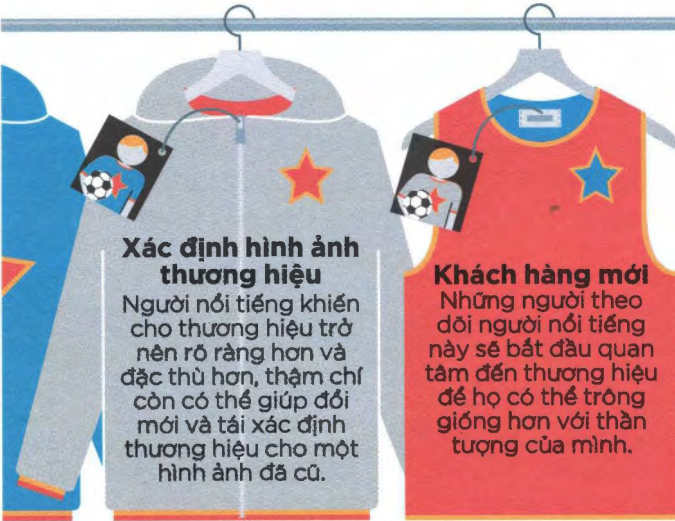 Xác định hình ảnh
thương hiệu
Người nổi tiếng khiến
cho thương hiệu trở
nên rõ ràng hơn và
đặc thù hơn, thậm chí
còn có thể giúp đổi
mới và tái xác định
thương hiệu cho một
hình ảnh đã cũ.
Khách hàng mới
Những người theo
dõi người nổi tiếng
này sẽ bắt đầu quan
tâm đến thương hiệu
để họ có thể trông
giống hơn với thần
tượng của mình.